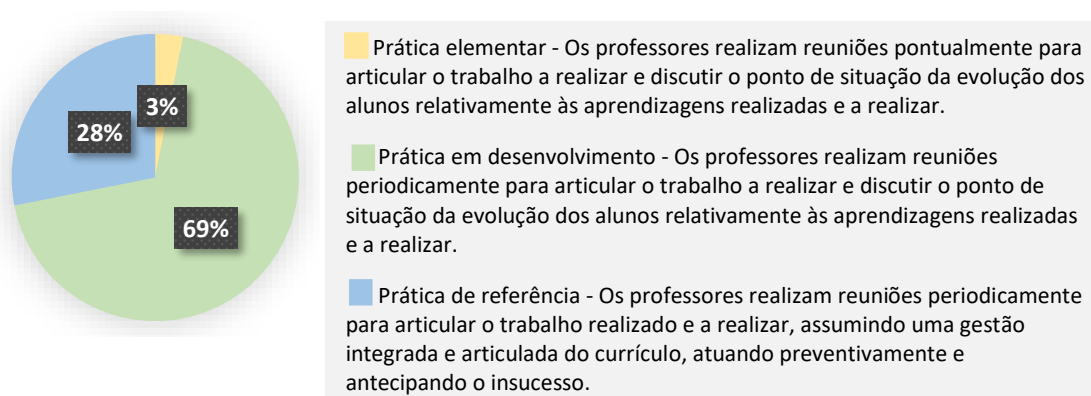 3%
28%
69%
Prática elementar - Os professores realizam reuniões pontualmente para
articular o trabalho a realizar e discutir o ponto de situação da evolução dos
alunos relativamente às aprendizagens realizadas e a realizar.
Prática em desenvolvimento - Os professores realizam reuniões
periodicamente para articular o trabalho a realizar e discutir o ponto de
situação da evolução dos alunos relativamente às aprendizagens realizadas
e a realizar.
Prática de referência - Os professores realizam reuniões periodicamente
para articular o trabalho realizado e a realizar, assumindo uma gestão
integrada e articulada do currículo, atuando preventivamente e
antecipando o insucesso.